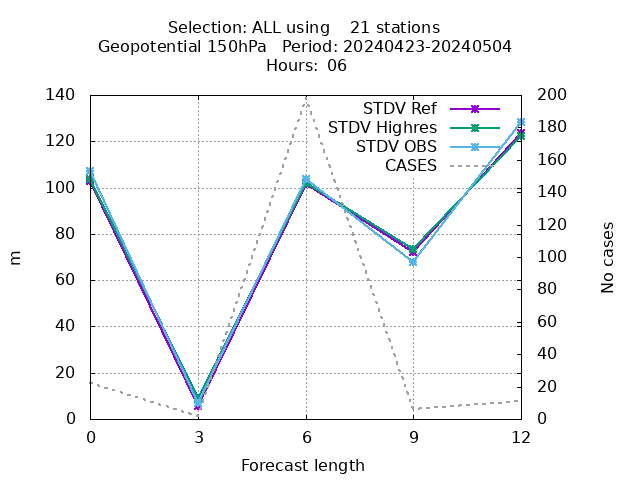 Selection: ALL using    21 stations
Geopotential 150hPa   Period: 20240423-20240504
Hours:  06
140 200
STDV Ref
120 180
STDV Highres
160
STDV OBS
100 140
CASES
120
80
100
m
No cases
60 80
60
40
40
20 20
0 0
0 3 6 9 12
Forecast length